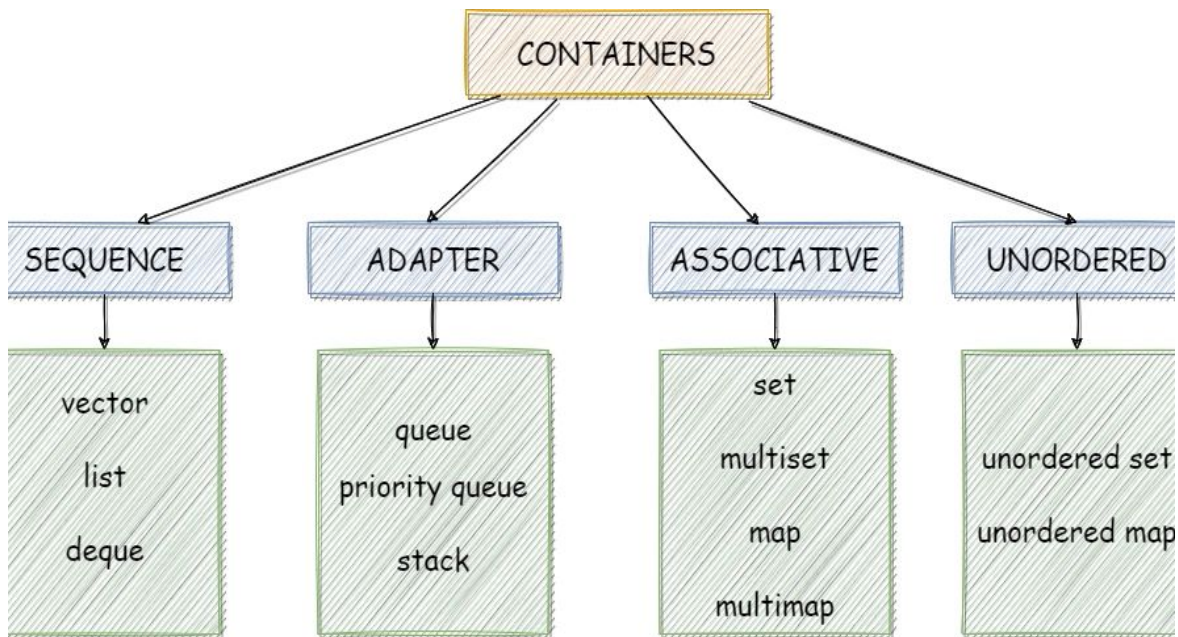 CONTAINERS
SEQUENCE
ADAPTER
ASSOCIATIVE
UNORDERED
vector
list
deque
queue
priority queue
stack
set
multiset
map
multimap
unordered set
unordered map